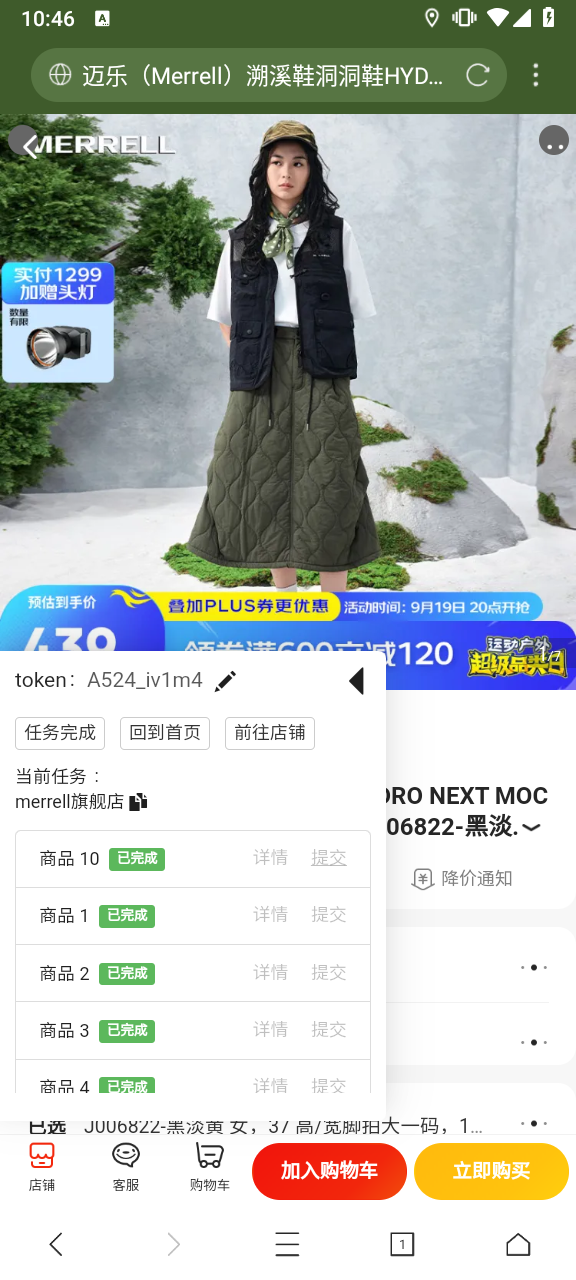 10:46
A
迈乐（Merrell）溯溪鞋洞洞鞋HYD...
MERRELL
实付1299
加赠头灯
数量
有限
预估到手价
叠加PLUS券更优惠
活动时间：9月19日 20点开抢
439
领券满600立减120
运动户外
超级品类日
token： A524_iv1m4
任务完成
回到首页
前往店铺
当前任务：
merrell旗舰店
DRO NEXT MOC
006822-黑淡.
降价通知
商品 10 已完成 详情 提交
商品 1 已完成 详情 提交
商品 2 已完成 详情 提交
商品 3 已完成 详情 提交
商品 4 已完成 详情 提交
已选 J006822-黑淡黄 女，37 高/宽脚拍大一码，1...
店铺
客服
购物车
加入购物车
立即购买
1